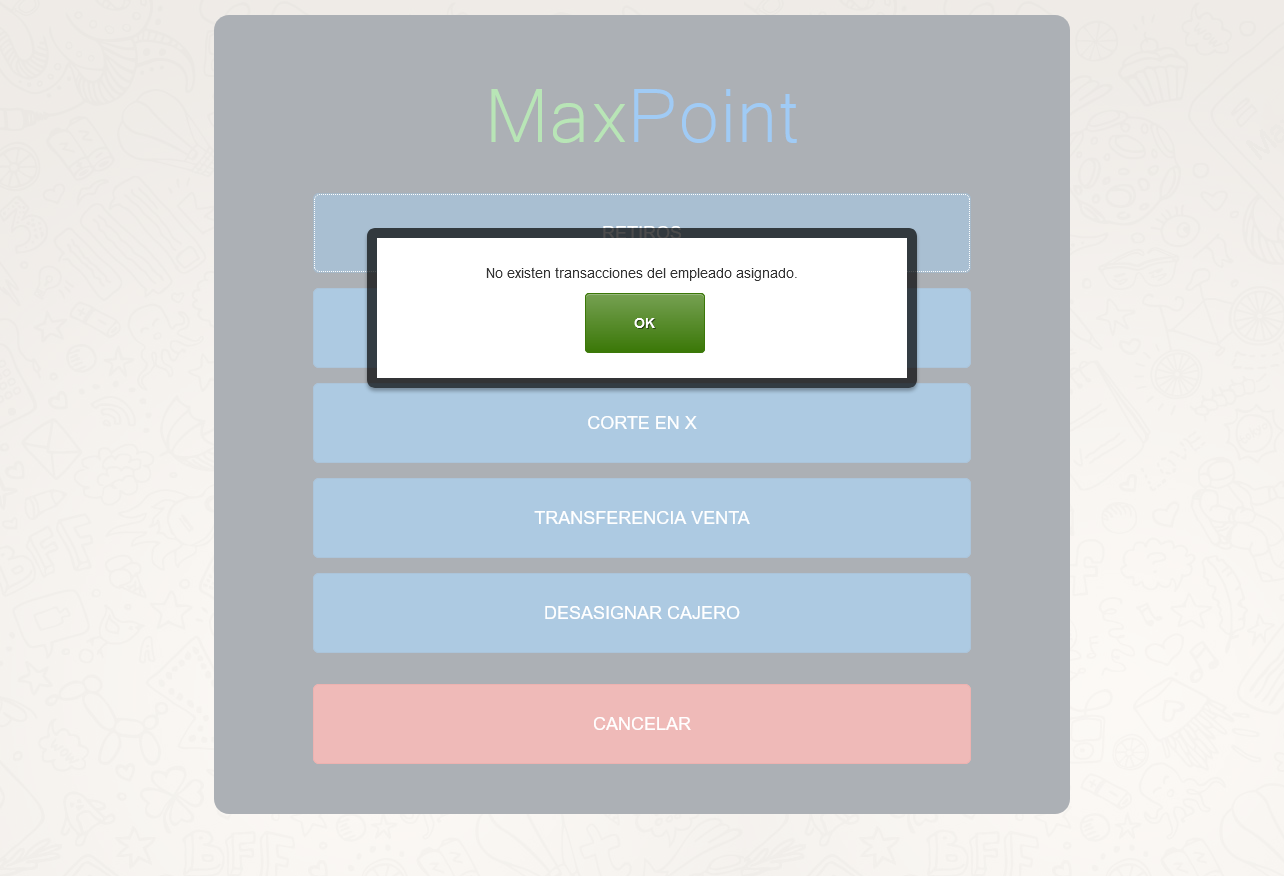 MaxPoint
RETIROS
No existen transacciones del empleado asignado.
OK
CORTE EN X
TRANSFERENCIA VENTA
DESASIGNAR CAJERO
CANCELAR